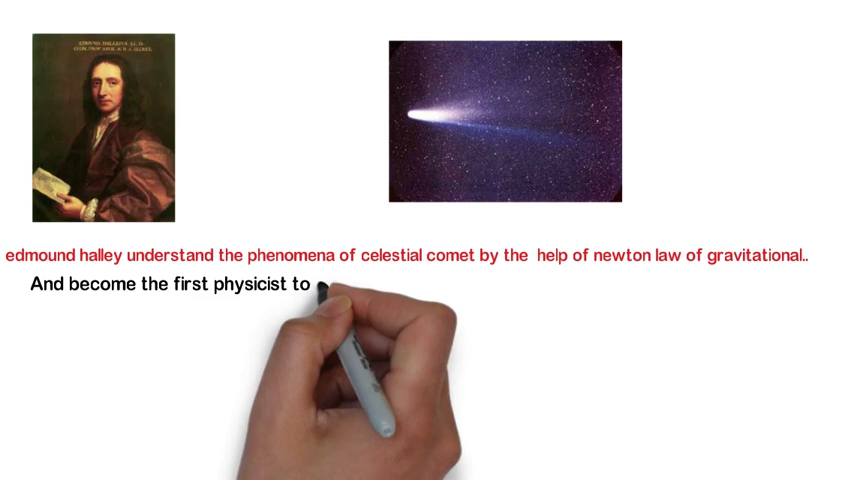 edmound halley understand the phenomena of celestial comet by the help of newton law of gravitational..
And become the first physicist to